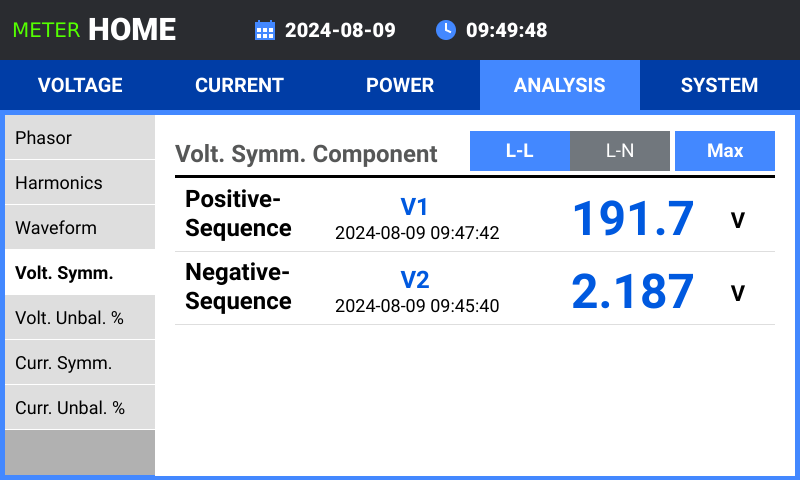 METER HOME 2024-08-09 09:49:48
VOLTAGE CURRENT POWER ANALYSIS SYSTEM
Phasor
Harmonics
Waveform
Volt. Symm.
Volt. Unbal. %
Curr. Symm.
Curr. Unbal. %
Volt. Symm. Component L-L L-N Max
Positive-
Sequence
V1
2024-08-09 09:47:42
191.7 V
Negative-
Sequence
V2
2024-08-09 09:45:40
2.187 V